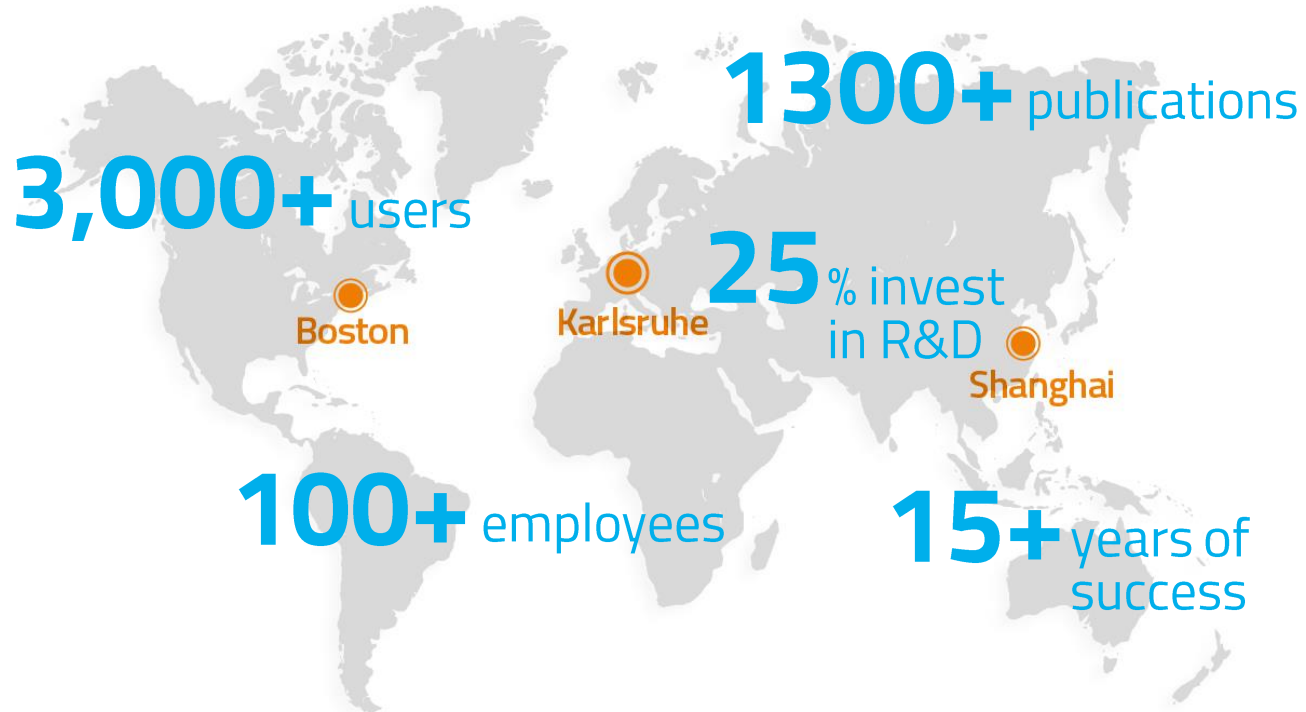 1300+ publications
3,000+ users
25 % invest
in R&D
Boston
Karlsruhe
Shanghai
100+ employees
15+ years of
success